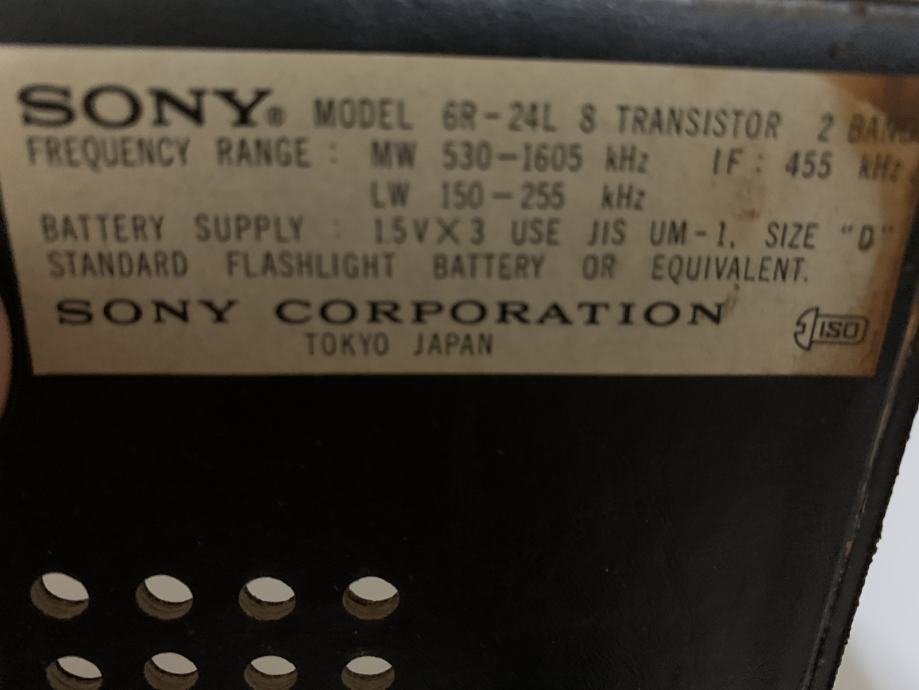 SONY® MODEL 6R-24L 8 TRANSISTOR 2 BAND
FREQUENCY RANGE : MW 530-1605 kHz IF : 455 kHz
LW 150-255 kHz
BATTERY SUPPLY : 1.5V X 3 USE JIS UM-1. SIZE "D"
STANDARD FLASHLIGHT BATTERY OR EQUIVALENT.
SONY CORPORATION
TOKYO JAPAN
ISO